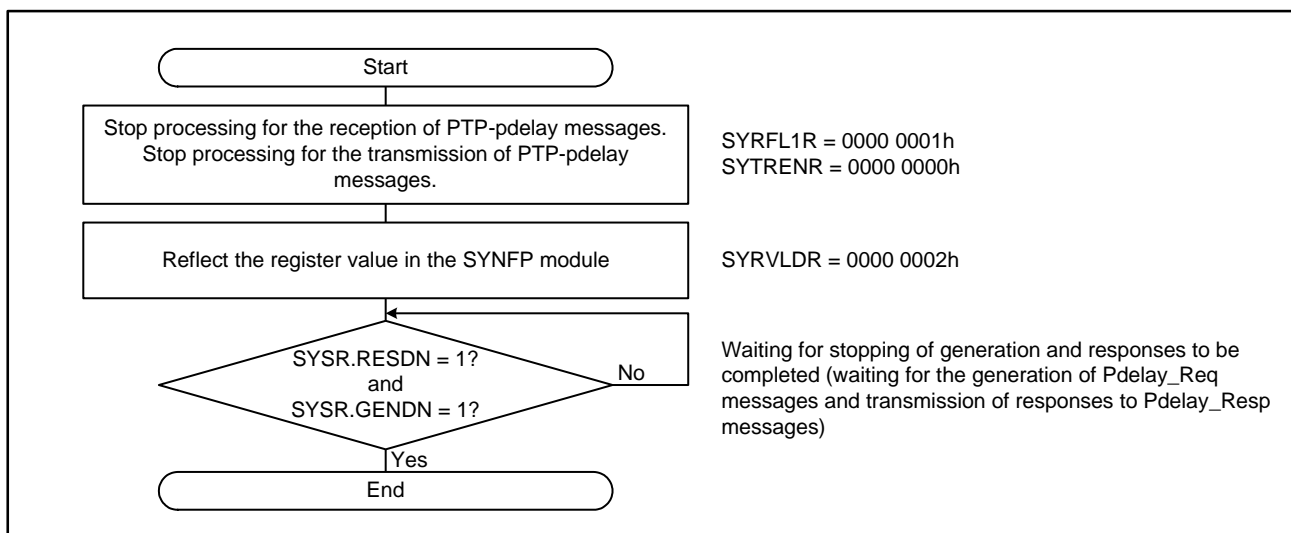 Start
Stop processing for the reception of PTP-pdelay messages.
Stop processing for the transmission of PTP-pdelay
messages.
SYRFL1R = 0000 0001h
SYTRENR = 0000 0000h
Reflect the register value in the SYNFP module
SYRVLDR = 0000 0002h
SYSR.RESDN = 1?
and
SYSR.GENDN = 1?
No
Waiting for stopping of generation and responses to be
completed (waiting for the generation of Pdelay_Req
messages and transmission of responses to Pdelay_Resp
messages)
Yes
End